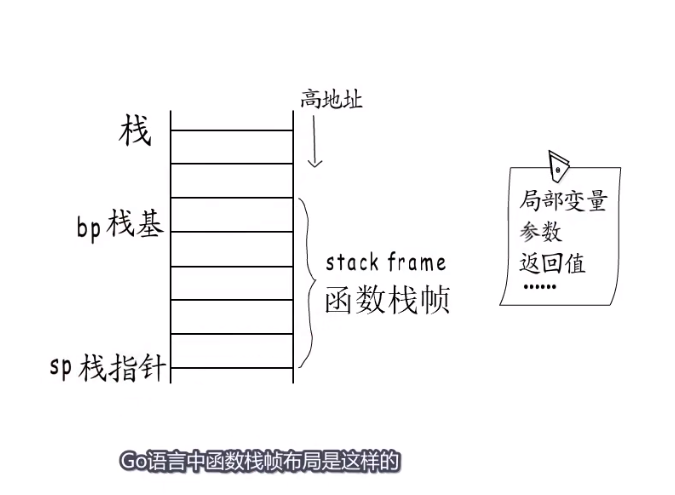 高地址
栈
bp 栈基
stack frame
函数栈帧
sp 栈指针
局部变量
参数
返回值
······
Go语言中函数栈帧布局是这样的